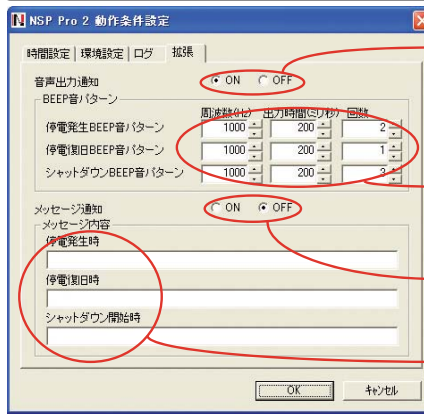 NSP Pro 2 動作条件設定
時間設定 環境設定 ログ 拡張
音声出力通知 ON OFF
BEEP音パターン
周波数(Hz) 出力時間(ミリ秒) 回数
停電発生BEEP音パターン 1000 200 2
停電復旧BEEP音パターン 1000 200 1
シャットダウンBEEP音パターン 1000 200 3
メッセージ通知 ON OFF
メッセージ内容
停電発生時
停電復旧時
シャットダウン開始時
OK キャンセル